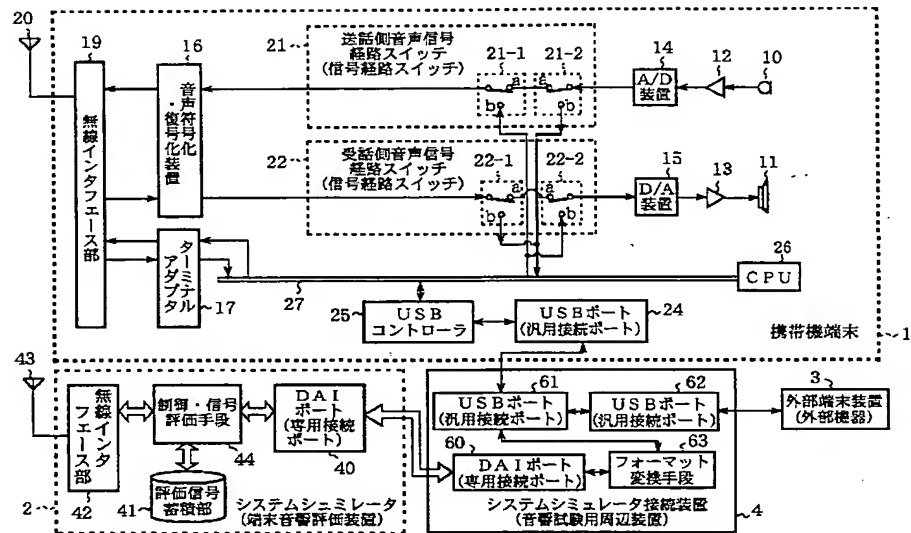 20
19
16
21
送話側音声信号
経路スイッチ
(信号経路スイッチ)
21-1
21-2
14
12
10
a
a
b
b
A/D
装置
無線インタフェース部
音声符号化
・復号化装置
22
受話側音声信号
経路スイッチ
(信号経路スイッチ)
22-1
22-2
15
13
11
a
a
b
b
D/A
装置
ターミナル
アダプタ
17
27
26
CPU
25
USB
コントローラ
USBポート
(汎用接続ポート)
24
携帯機端末
1
43
無線インタ
フェース部
42
制御・信号
評価手段
44
DAI
ポート
(専用接続
ポート)
40
評価信号
蓄積部
41
2
システムシュミレータ
(端末音響評価装置)
61
USBポート
(汎用接続ポート)
62
USBポート
(汎用接続ポート)
3
外部端末装置
(外部機器)
60
DAIポート
(専用接続ポート)
63
フォーマット
変換手段
システムシミュレータ接続装置
(音響試験用周辺装置)
4